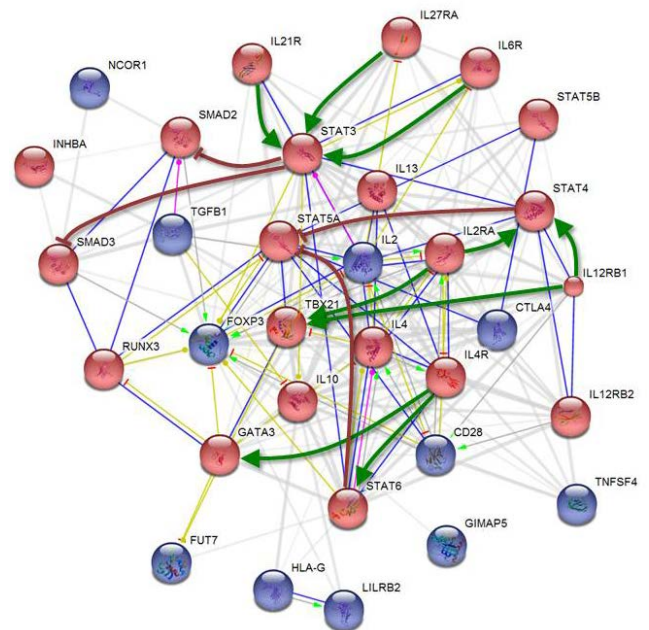 IL27RA
IL21R
IL6R
NCOR1
STAT5B
SMAD2
STAT3
INHBA
IL13
STAT4
TGFB1
STAT5A
IL2
IL2RA
SMAD3
IL12RB1
TBX21
CTLA4
FOXP3
IL4
RUNX3
IL4R
IL10
IL12RB2
GATA3
CD28
STAT6
TNFSF4
GIMAP5
FUT7
HLA-G
LILRB2